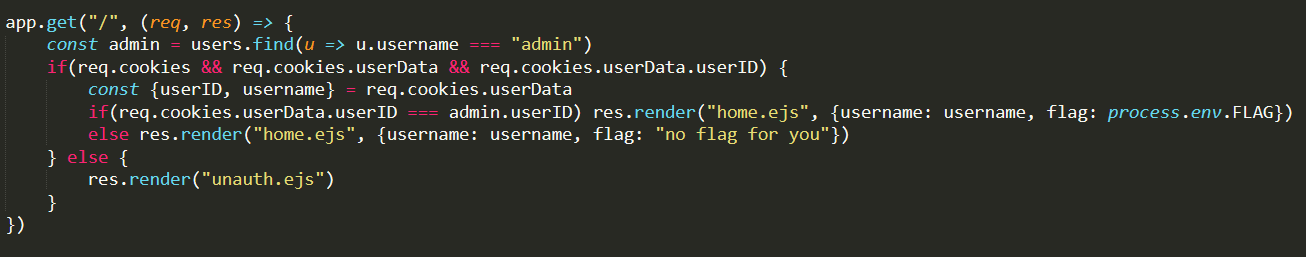 app.get("/", (req, res) => {
    const admin = users.find(u => u.username === "admin")
    if(req.cookies && req.cookies.userData && req.cookies.userData.userID) {
        const {userID, username} = req.cookies.userData
        if(req.cookies.userData.userID === admin.userID) res.render("home.ejs", {username: username, flag: process.env.FLAG})
        else res.render("home.ejs", {username: username, flag: "no flag for you"})
    } else {
        res.render("unauth.ejs")
    }
})